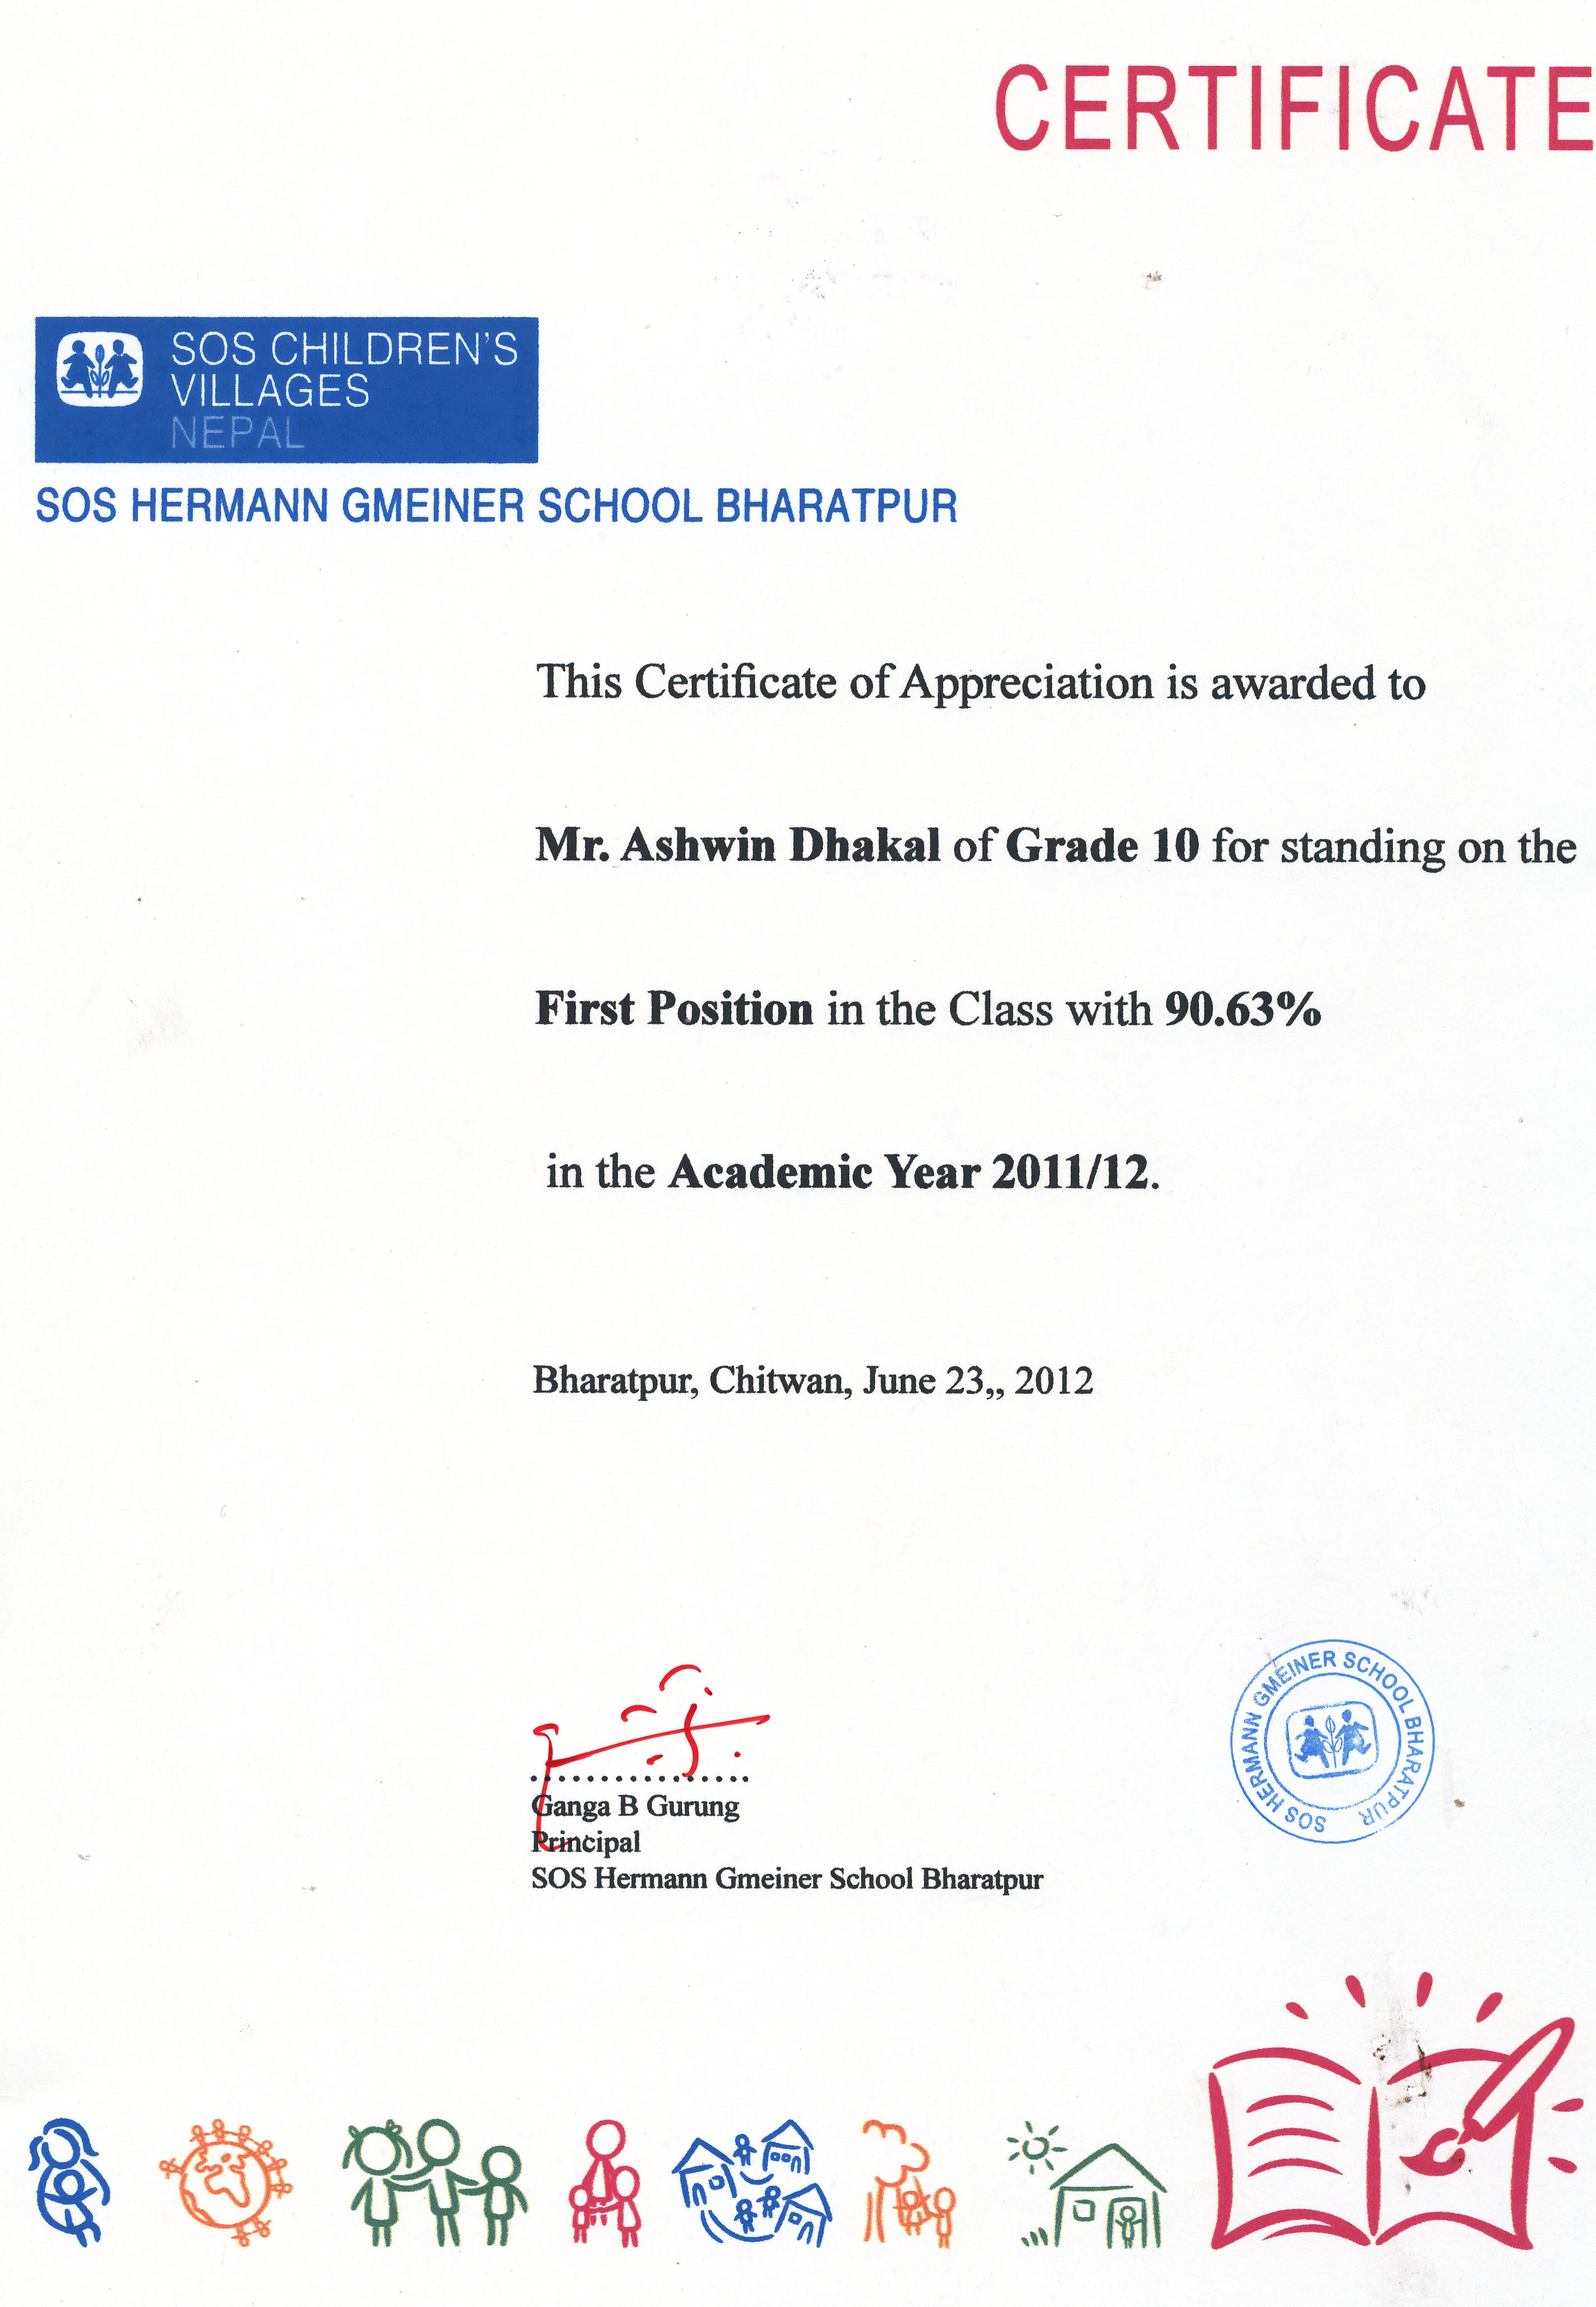 CERTIFICATE
SOS CHILDREN'S
VILLAGES
NEPAL
SOS HERMANN GMEINER SCHOOL BHARATPUR
This Certificate of Appreciation is awarded to
Mr. Ashwin Dhakal of Grade 10 for standing on the
First Position in the Class with 90.63%
in the Academic Year 2011/12.
Bharatpur, Chitwan, June 23,, 2012
................
Ganga B Gurung
Principal
SOS Hermann Gmeiner School Bharatpur
SOS HERMANN GMEINER SCHOOL BHARATPUR